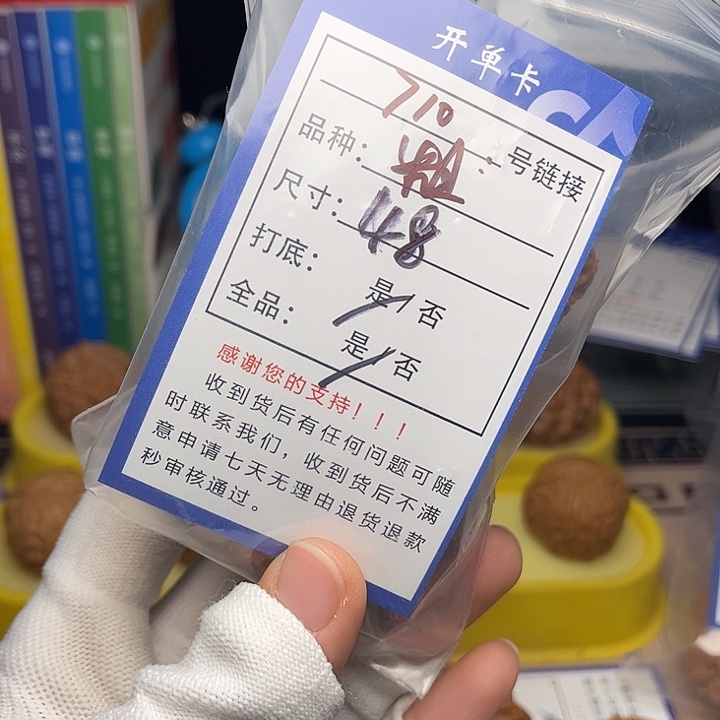 开单卡
710 号链接
品种：
尺寸：48
打底： 是/否
全品： 是/否
感谢您的支持！！！
收到货后有任何问题可随
时联系我们，收到货后不满
意申请七天无理由退货退款
秒审核通过。